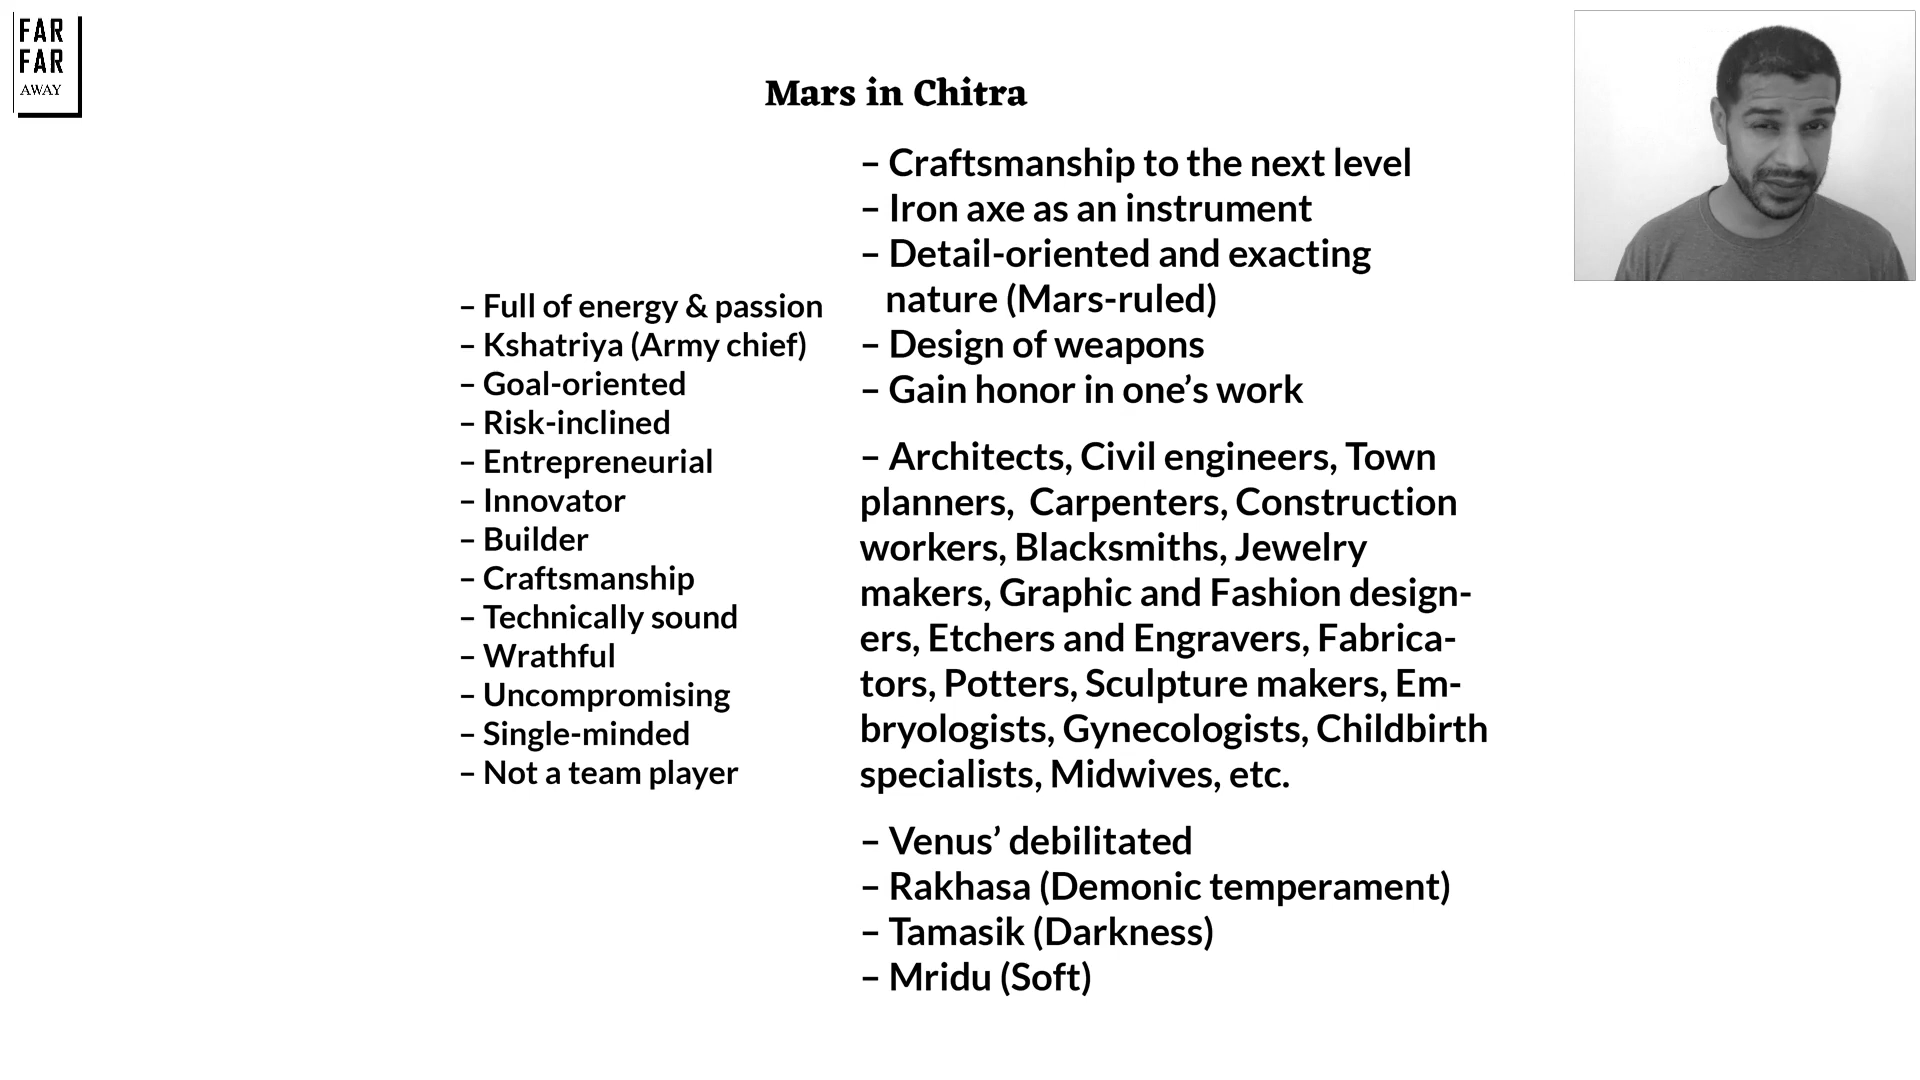 FAR
FAR
AWAY
Mars in Chitra
– Full of energy & passion
– Kshatriya (Army chief)
– Goal-oriented
– Risk-inclined
– Entrepreneurial
– Innovator
– Builder
– Craftsmanship
– Technically sound
– Wrathful
– Uncompromising
– Single-minded
– Not a team player
– Craftsmanship to the next level
– Iron axe as an instrument
– Detail-oriented and exacting
nature (Mars-ruled)
– Design of weapons
– Gain honor in one’s work
– Architects, Civil engineers, Town
planners,  Carpenters, Construction
workers, Blacksmiths, Jewelry
makers, Graphic and Fashion design-
ers, Etchers and Engravers, Fabrica-
tors, Potters, Sculpture makers, Em-
bryologists, Gynecologists, Childbirth
specialists, Midwives, etc.
– Venus’ debilitated
– Rakhasa (Demonic temperament)
– Tamasik (Darkness)
– Mridu (Soft)